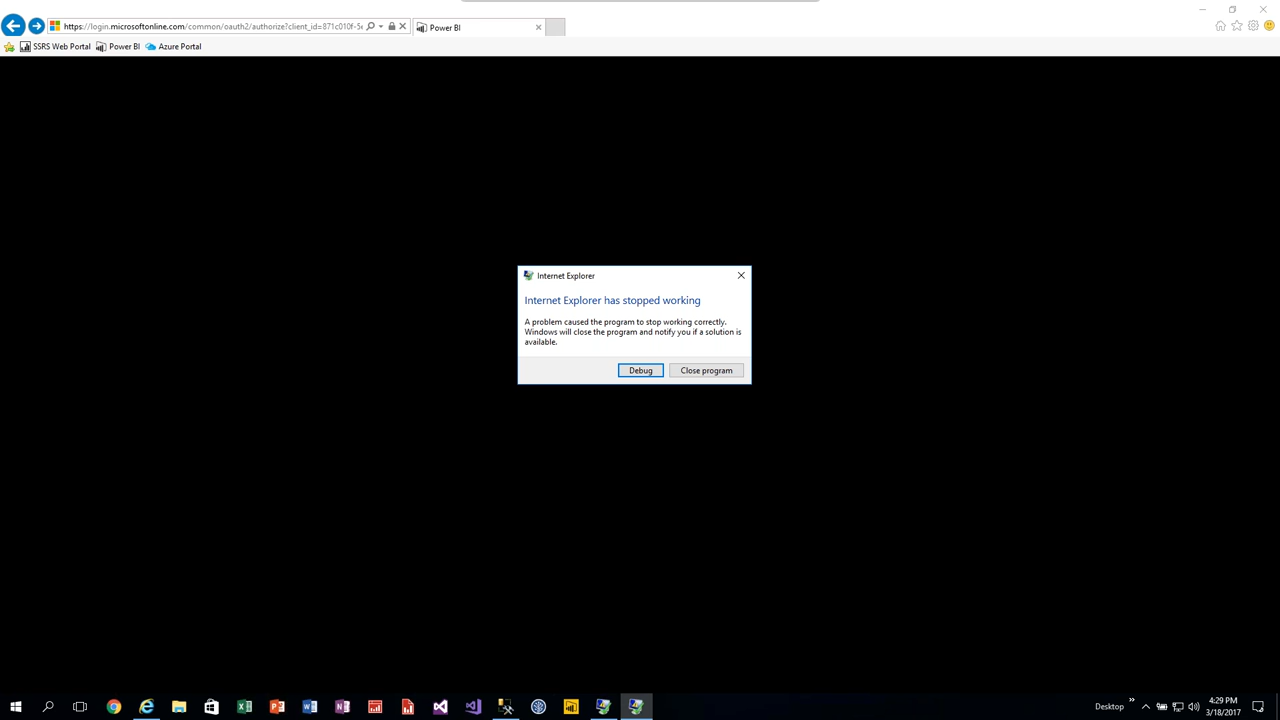 https://login.microsoftonline.com/common/oauth2/authorize?client_id=871c010f-5
Power BI
SSRS Web Portal Power BI Azure Portal
Internet Explorer
Internet Explorer has stopped working
A problem caused the program to stop working correctly.
Windows will close the program and notify you if a solution is
available.
Debug Close program
Desktop
4:29 PM
3/18/2017